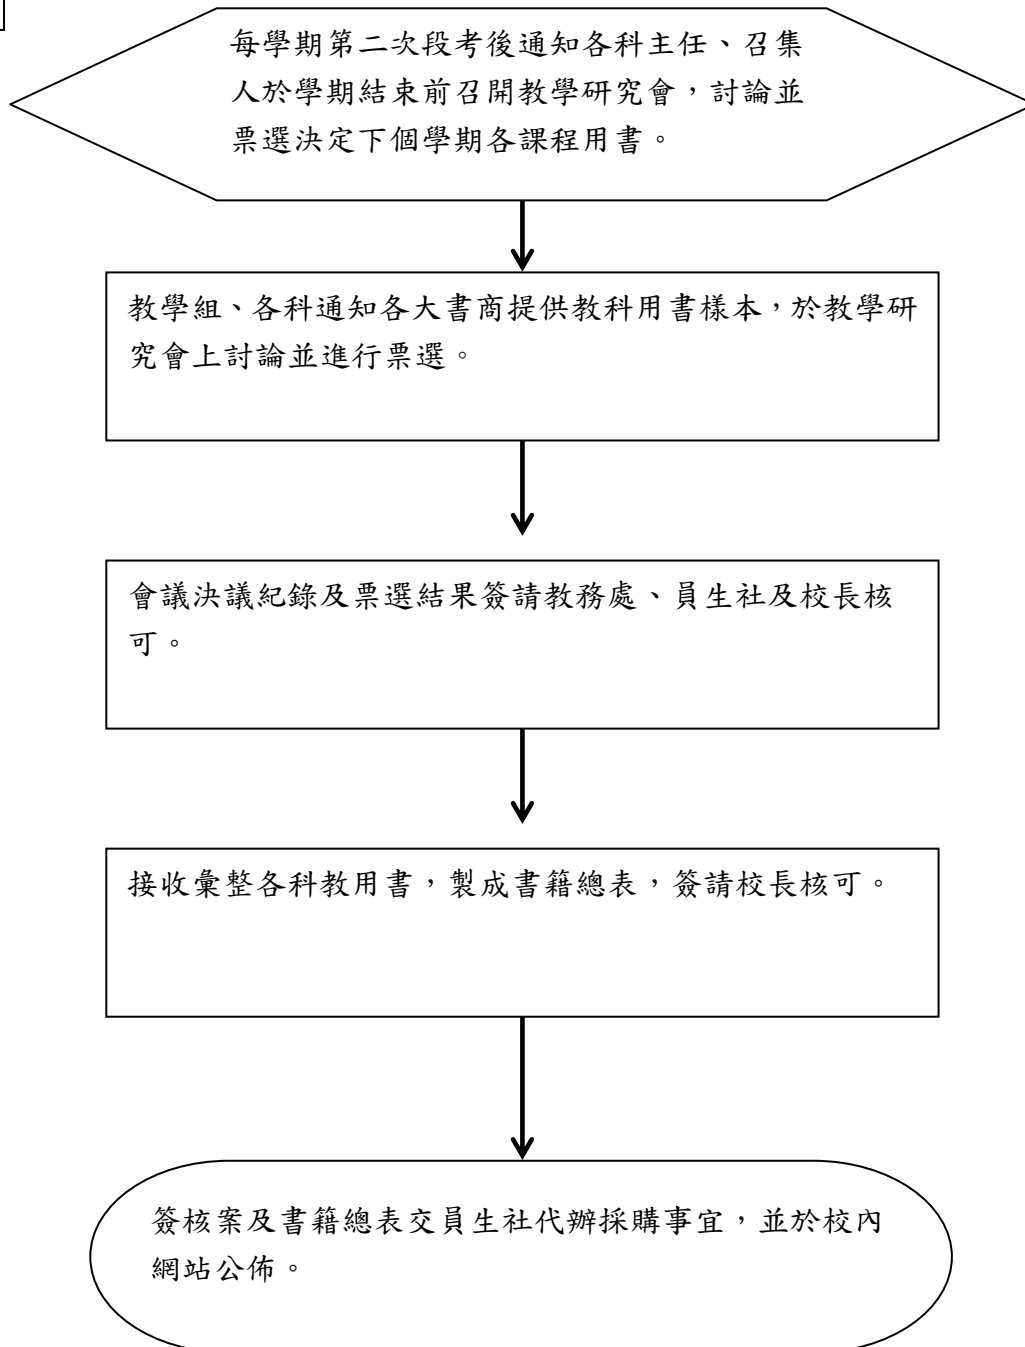 每學期第二次段考後通知各科主任、召集
人於學期結束前召開教學研究會，討論並
票選決定下個學期各課程用書。
教學組、各科通知各大書商提供教科用書樣本，於教學研
究會上討論並進行票選。
會議決議紀錄及票選結果簽請教務處、員生社及校長核
可。
接收彙整各科教用書，製成書籍總表，簽請校長核可。
簽核案及書籍總表交員生社代辦採購事宜，並於校內
網站公佈。